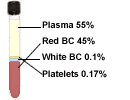 Plasma 55%
Red BC 45%
White BC 0.1%
Platelets 0.17%